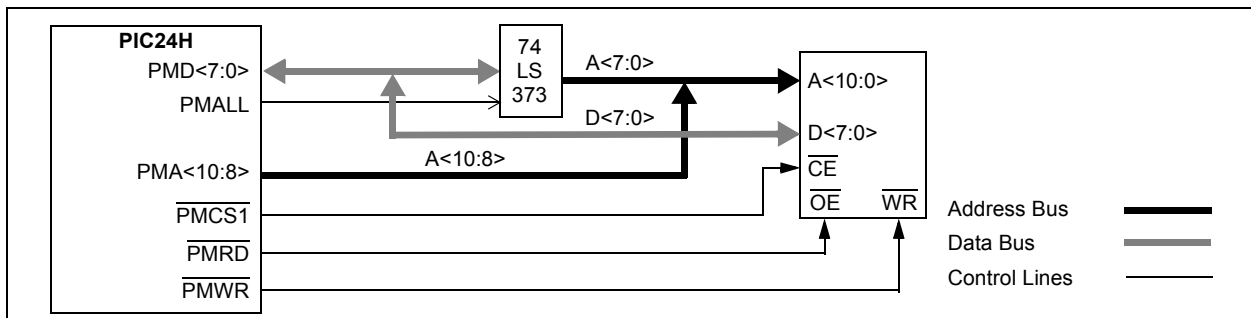 PIC24H
PMD<7:0>
PMALL
PMA<10:8>
PMCS1
PMRD
PMWR
74
LS
373
A<7:0>
D<7:0>
A<10:8>
A<10:0>
D<7:0>
CE
OE WR
Address Bus
Data Bus
Control Lines